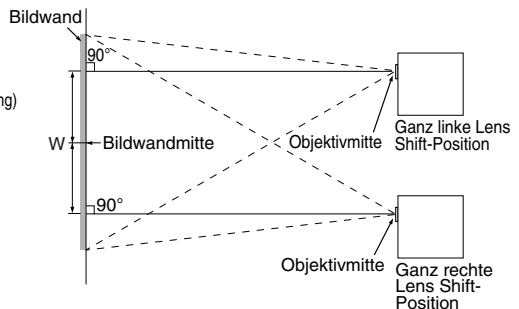 Bildwand
90°
ng)
W
Bildwandmitte
Objektivmitte
Ganz linke Lens
Shift-Position
90°
Objektivmitte
Ganz rechte
Lens Shift-
Position